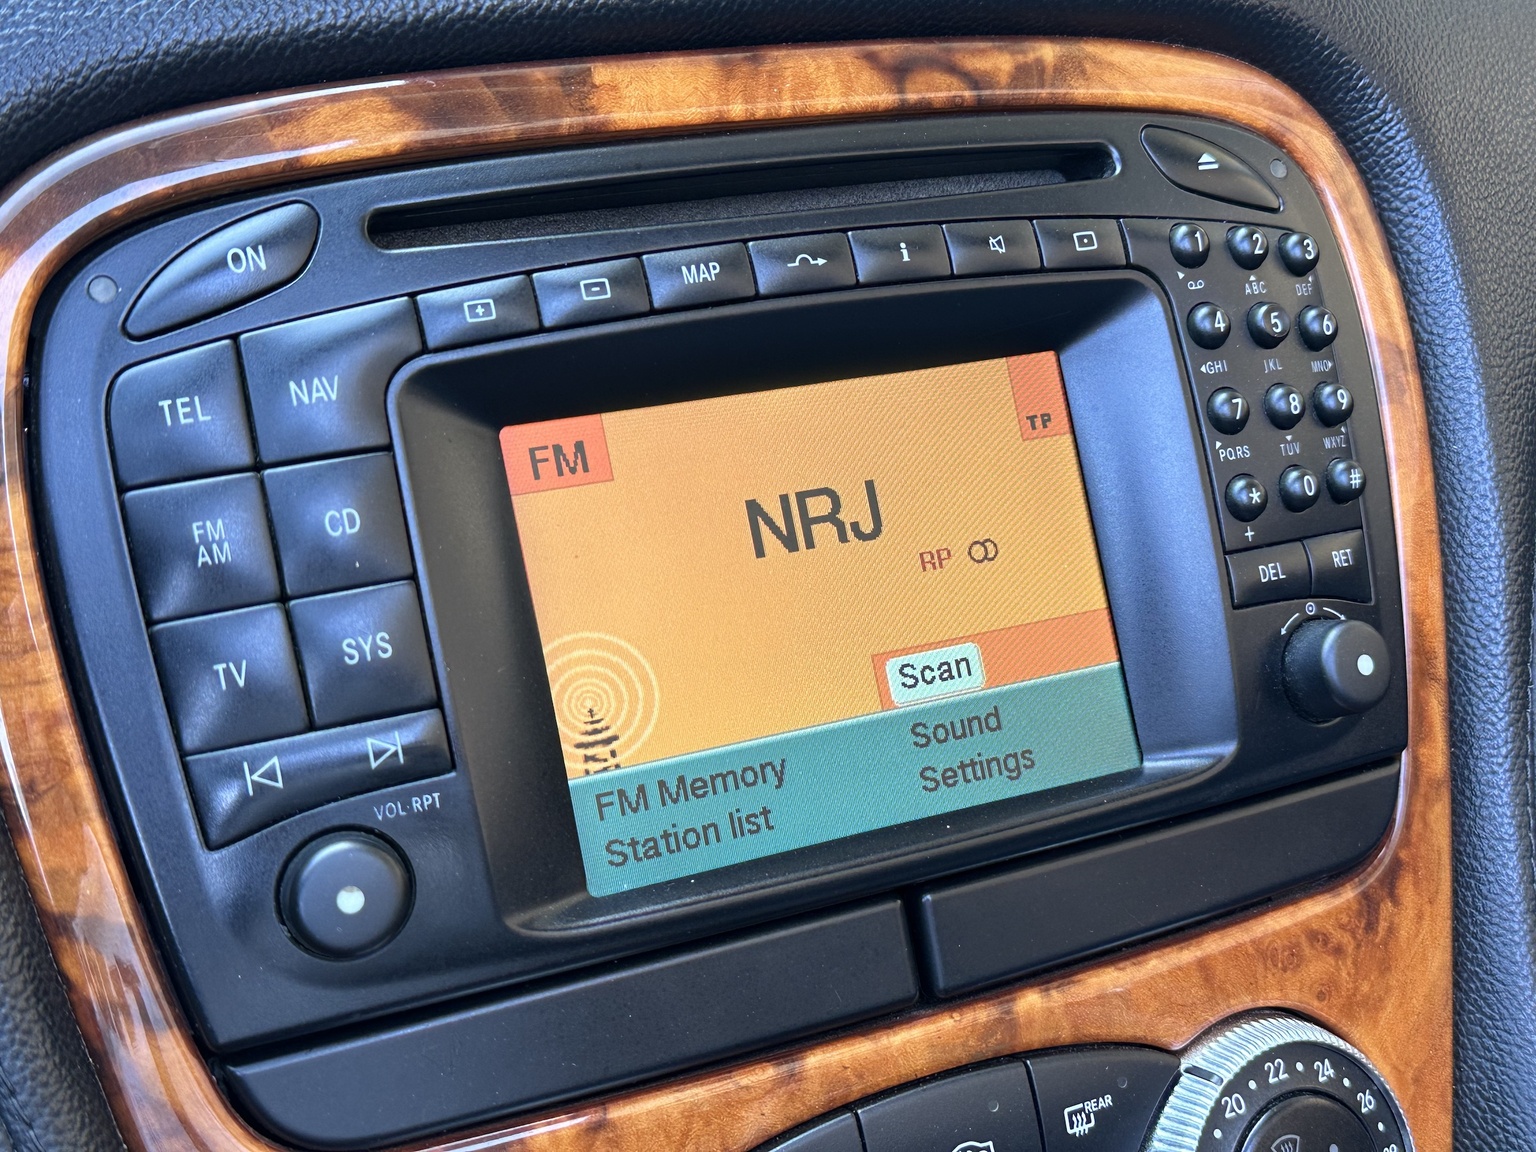 ON
TEL
NAV
FM
AM
CD
TV
SYS
VOL·RPT
MAP
i
1
2
3
ABC
DEF
4
5
6
GHI
JKL
MNO
7
8
9
PQRS
TUV
WXYZ
*
0
#
+
DEL
RET
FM
TP
NRJ
RP
Scan
FM Memory
Sound
Station list
Settings
REAR
20
22
24
26